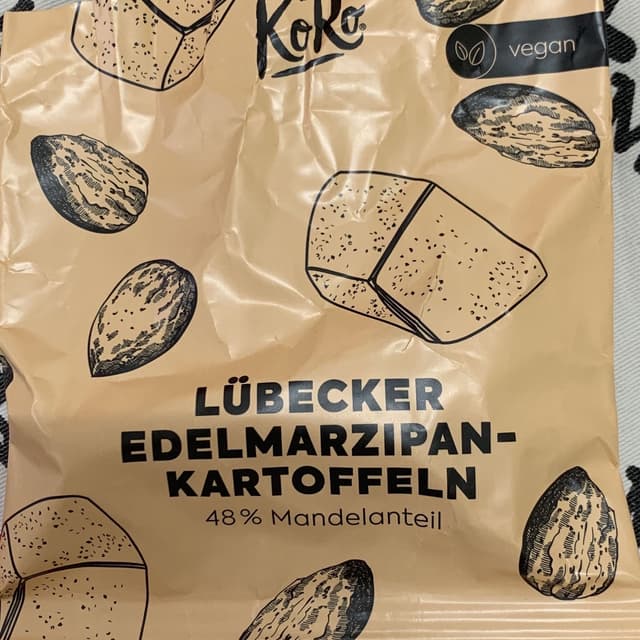 KoRo
vegan
LÜBECKER
EDELMARZIPAN-
KARTOFFELN
48% Mandelanteil